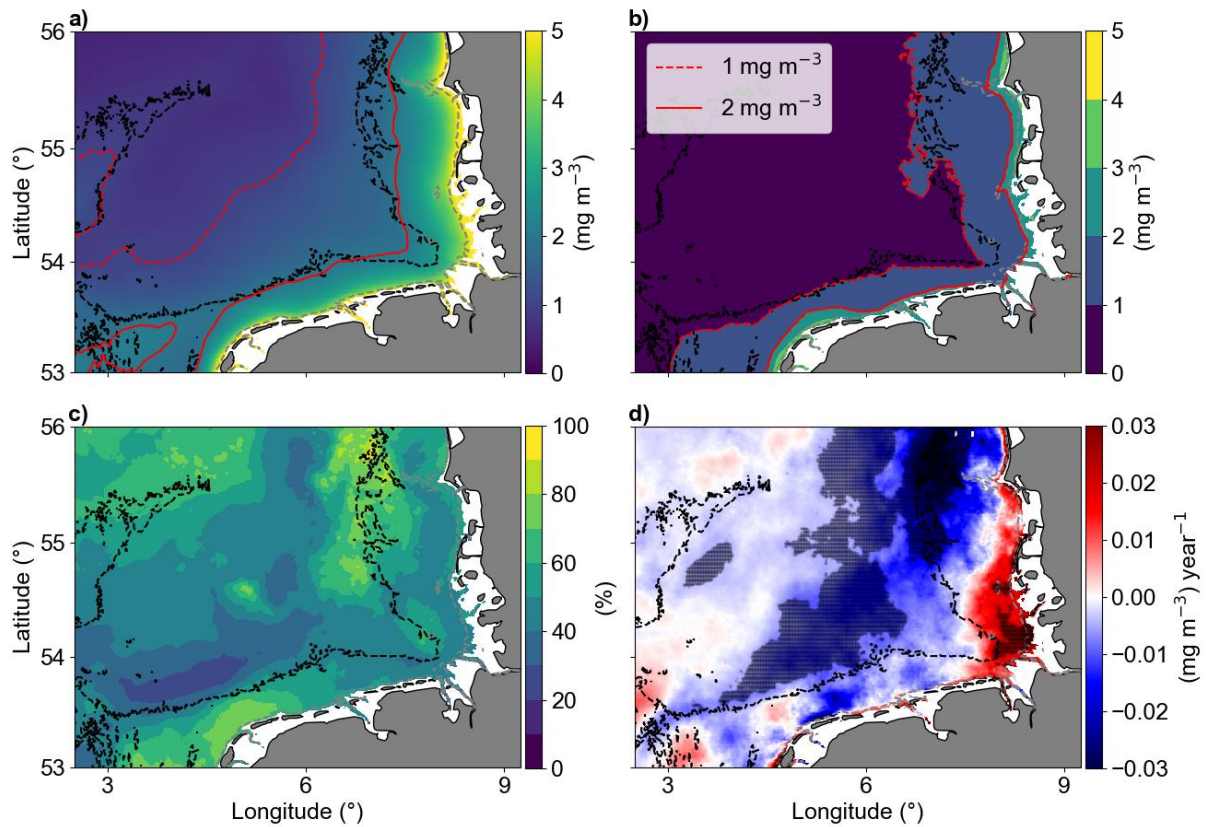 a)
b)
56
55
54
53
Latitude (°)
5
4
3
2
1
0
(mg m⁻³)
1 mg m⁻³
2 mg m⁻³
Latitude (°)
5
4
3
2
1
0
(mg m⁻³)
c)
d)
56
55
54
53
Latitude (°)
3
6
9
Longitude (°)
100
80
60
40
20
0
(%)
3
6
9
Longitude (°)
0.03
0.02
0.01
0.00
−0.01
−0.02
−0.03
(mg m⁻³) year⁻¹